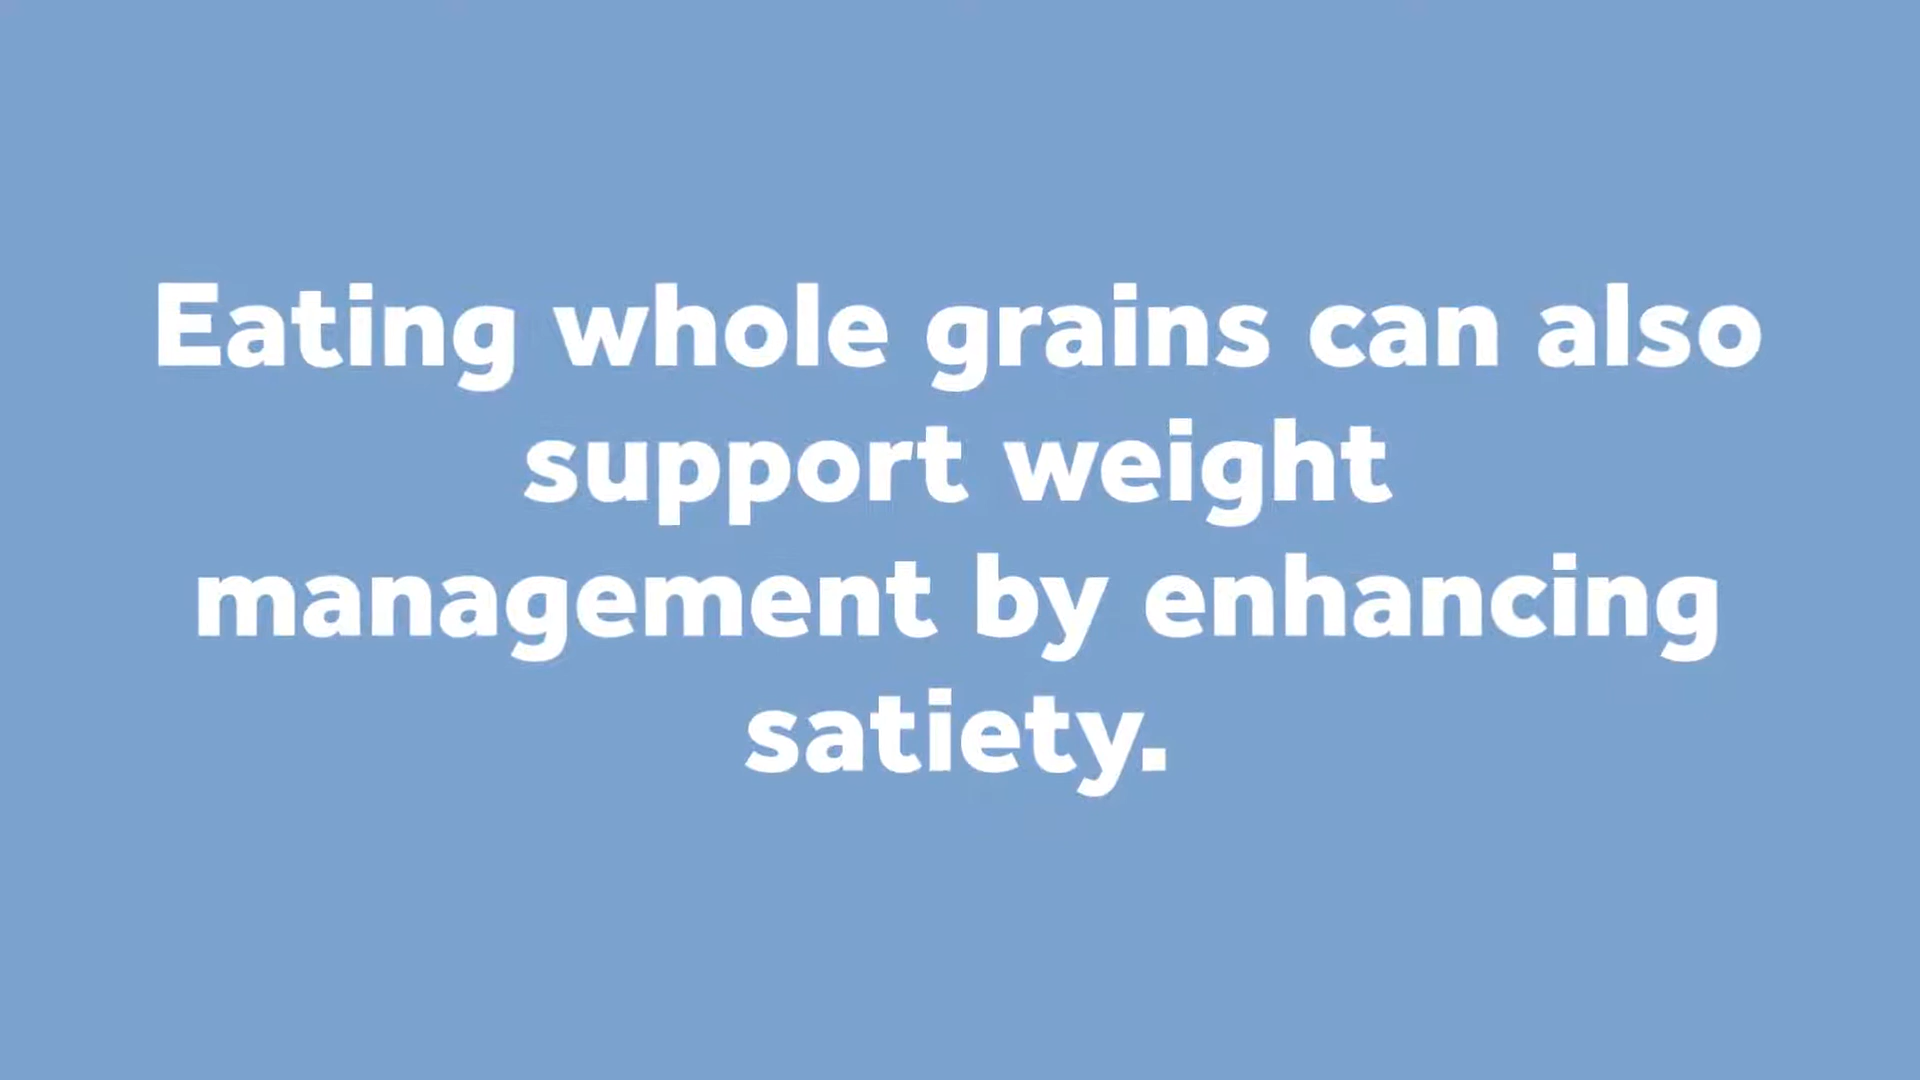 Eating whole grains can also
support weight
management by enhancing
satiety.